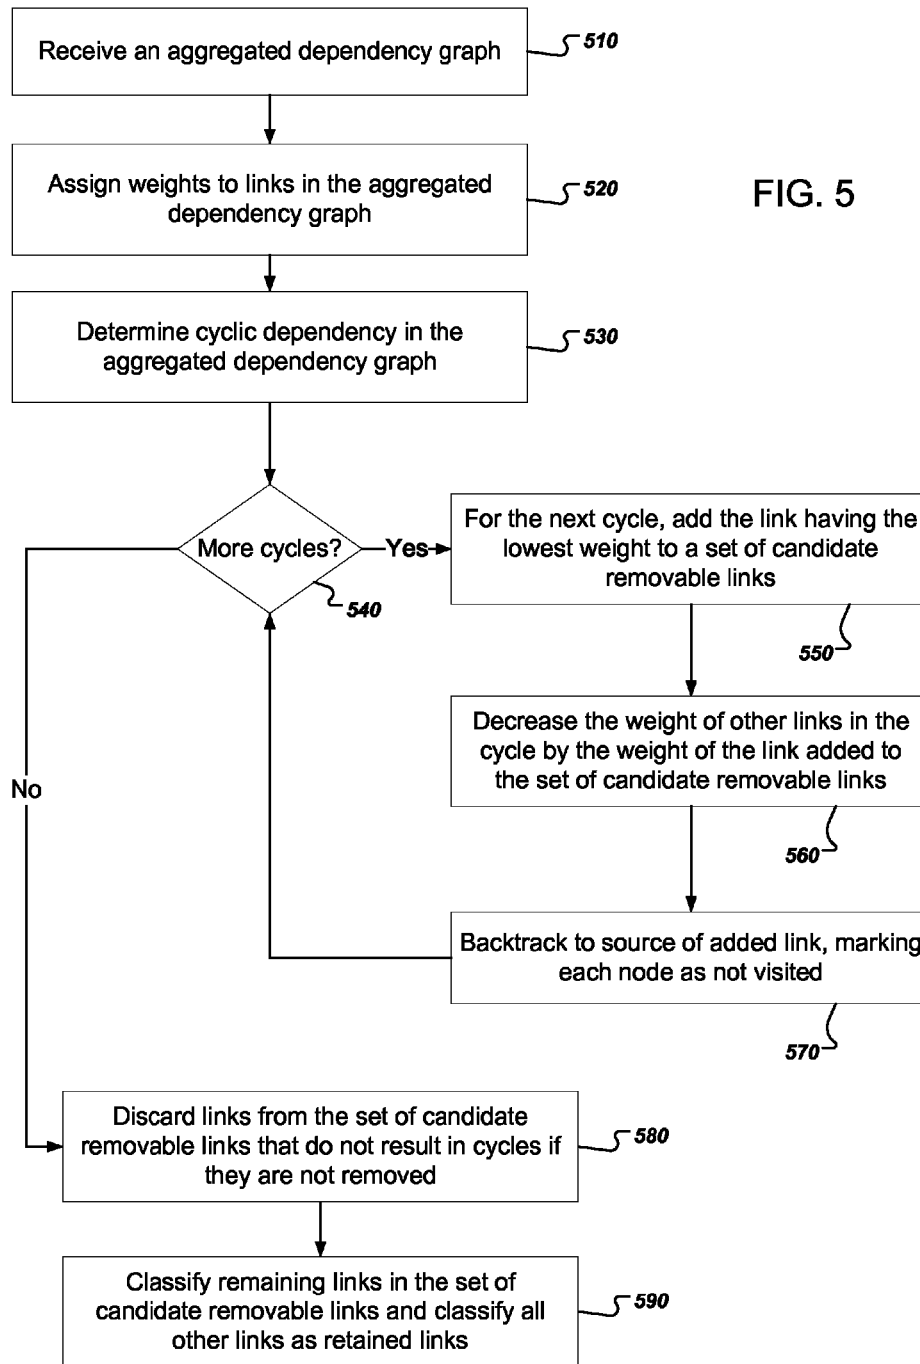 Receive an aggregated dependency graph
510
Assign weights to links in the aggregated
dependency graph
520
FIG. 5
Determine cyclic dependency in the
aggregated dependency graph
530
More cycles?
540
Yes
For the next cycle, add the link having the
lowest weight to a set of candidate
removable links
550
Decrease the weight of other links in the
cycle by the weight of the link added to
the set of candidate removable links
560
Backtrack to source of added link, marking
each node as not visited
570
No
Discard links from the set of candidate
removable links that do not result in cycles if
they are not removed
580
Classify remaining links in the set of
candidate removable links and classify all
other links as retained links
590